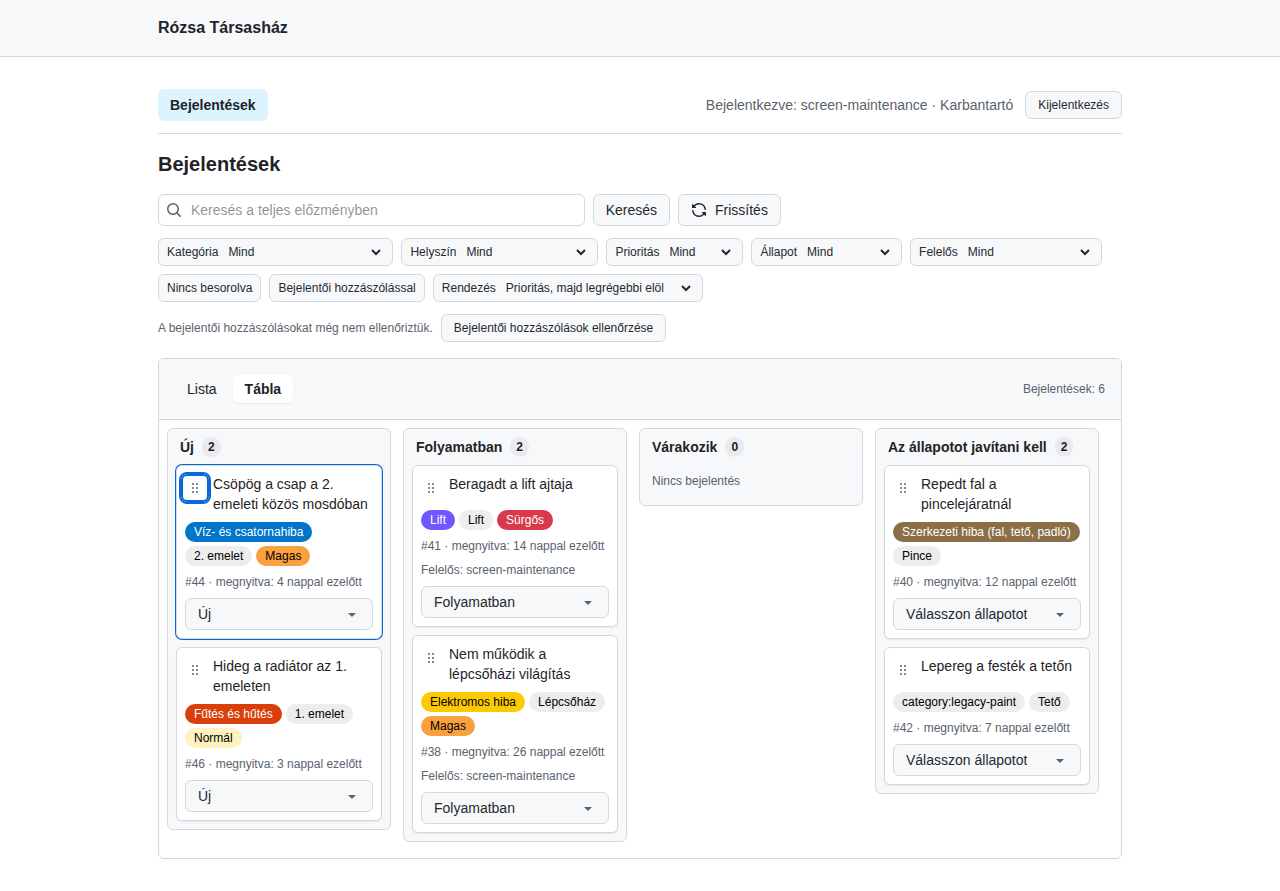 Rózsa Társasház
Bejelentések
Bejelentkezve: screen-maintenance · Karbantartó
Kijelentkezés
Bejelentések
Keresés a teljes előzményben
Keresés
Frissítés
Kategória Mind
Helyszín Mind
Prioritás Mind
Állapot Mind
Felelős Mind
Nincs besorolva
Bejelentői hozzászólással
Rendezés Prioritás, majd legrégebbi elöl
A bejelentői hozzászólásokat még nem ellenőriztük.
Bejelentői hozzászólások ellenőrzése
Lista
Tábla
Bejelentések: 6
Új 2
Csöpög a csap a 2.
emeleti közös mosdóban
Víz- és csatornahiba
2. emelet Magas
#44 · megnyitva: 4 nappal ezelőtt
Új
Hideg a radiátor az 1.
emeleten
Fűtés és hűtés 1. emelet
Normál
#46 · megnyitva: 3 nappal ezelőtt
Új
Folyamatban 2
Beragadt a lift ajtaja
Lift Lift Sürgős
#41 · megnyitva: 14 nappal ezelőtt
Felelős: screen-maintenance
Folyamatban
Nem működik a
lépcsőházi világítás
Elektromos hiba Lépcsőház
Magas
#38 · megnyitva: 26 nappal ezelőtt
Felelős: screen-maintenance
Folyamatban
Várakozik 0
Nincs bejelentés
Az állapotot javítani kell 2
Repedt fal a
pincelejáratnál
Szerkezeti hiba (fal, tető, padló)
Pince
#40 · megnyitva: 12 nappal ezelőtt
Válasszon állapotot
Lepereg a festék a tetőn
category:legacy-paint Tető
#42 · megnyitva: 7 nappal ezelőtt
Válasszon állapotot